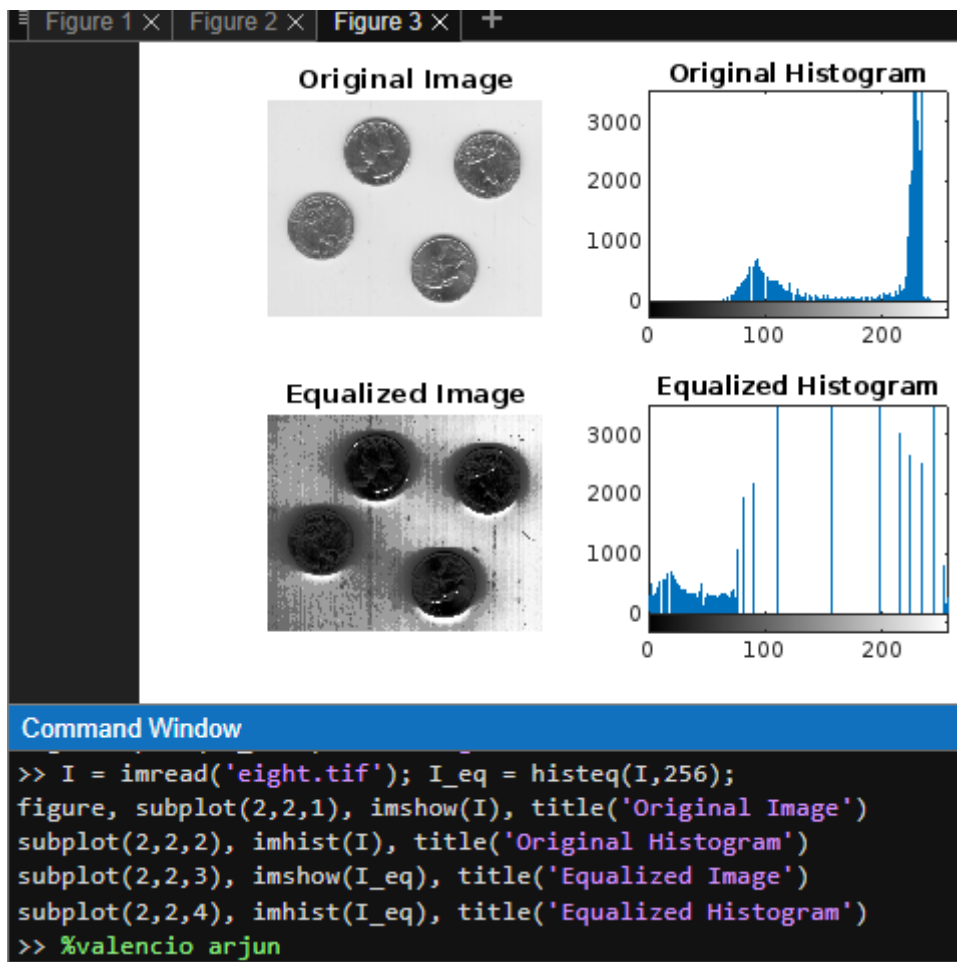 Figure 1 × Figure 2 × Figure 3 × +
Original Image
Original Histogram
3000
2000
1000
0
0 100 200
Equalized Image
Equalized Histogram
3000
2000
1000
0
0 100 200
Command Window
>> I = imread('eight.tif'); I_eq = histeq(I,256);
figure, subplot(2,2,1), imshow(I), title('Original Image')
subplot(2,2,2), imhist(I), title('Original Histogram')
subplot(2,2,3), imshow(I_eq), title('Equalized Image')
subplot(2,2,4), imhist(I_eq), title('Equalized Histogram')
>> %valencio arjun